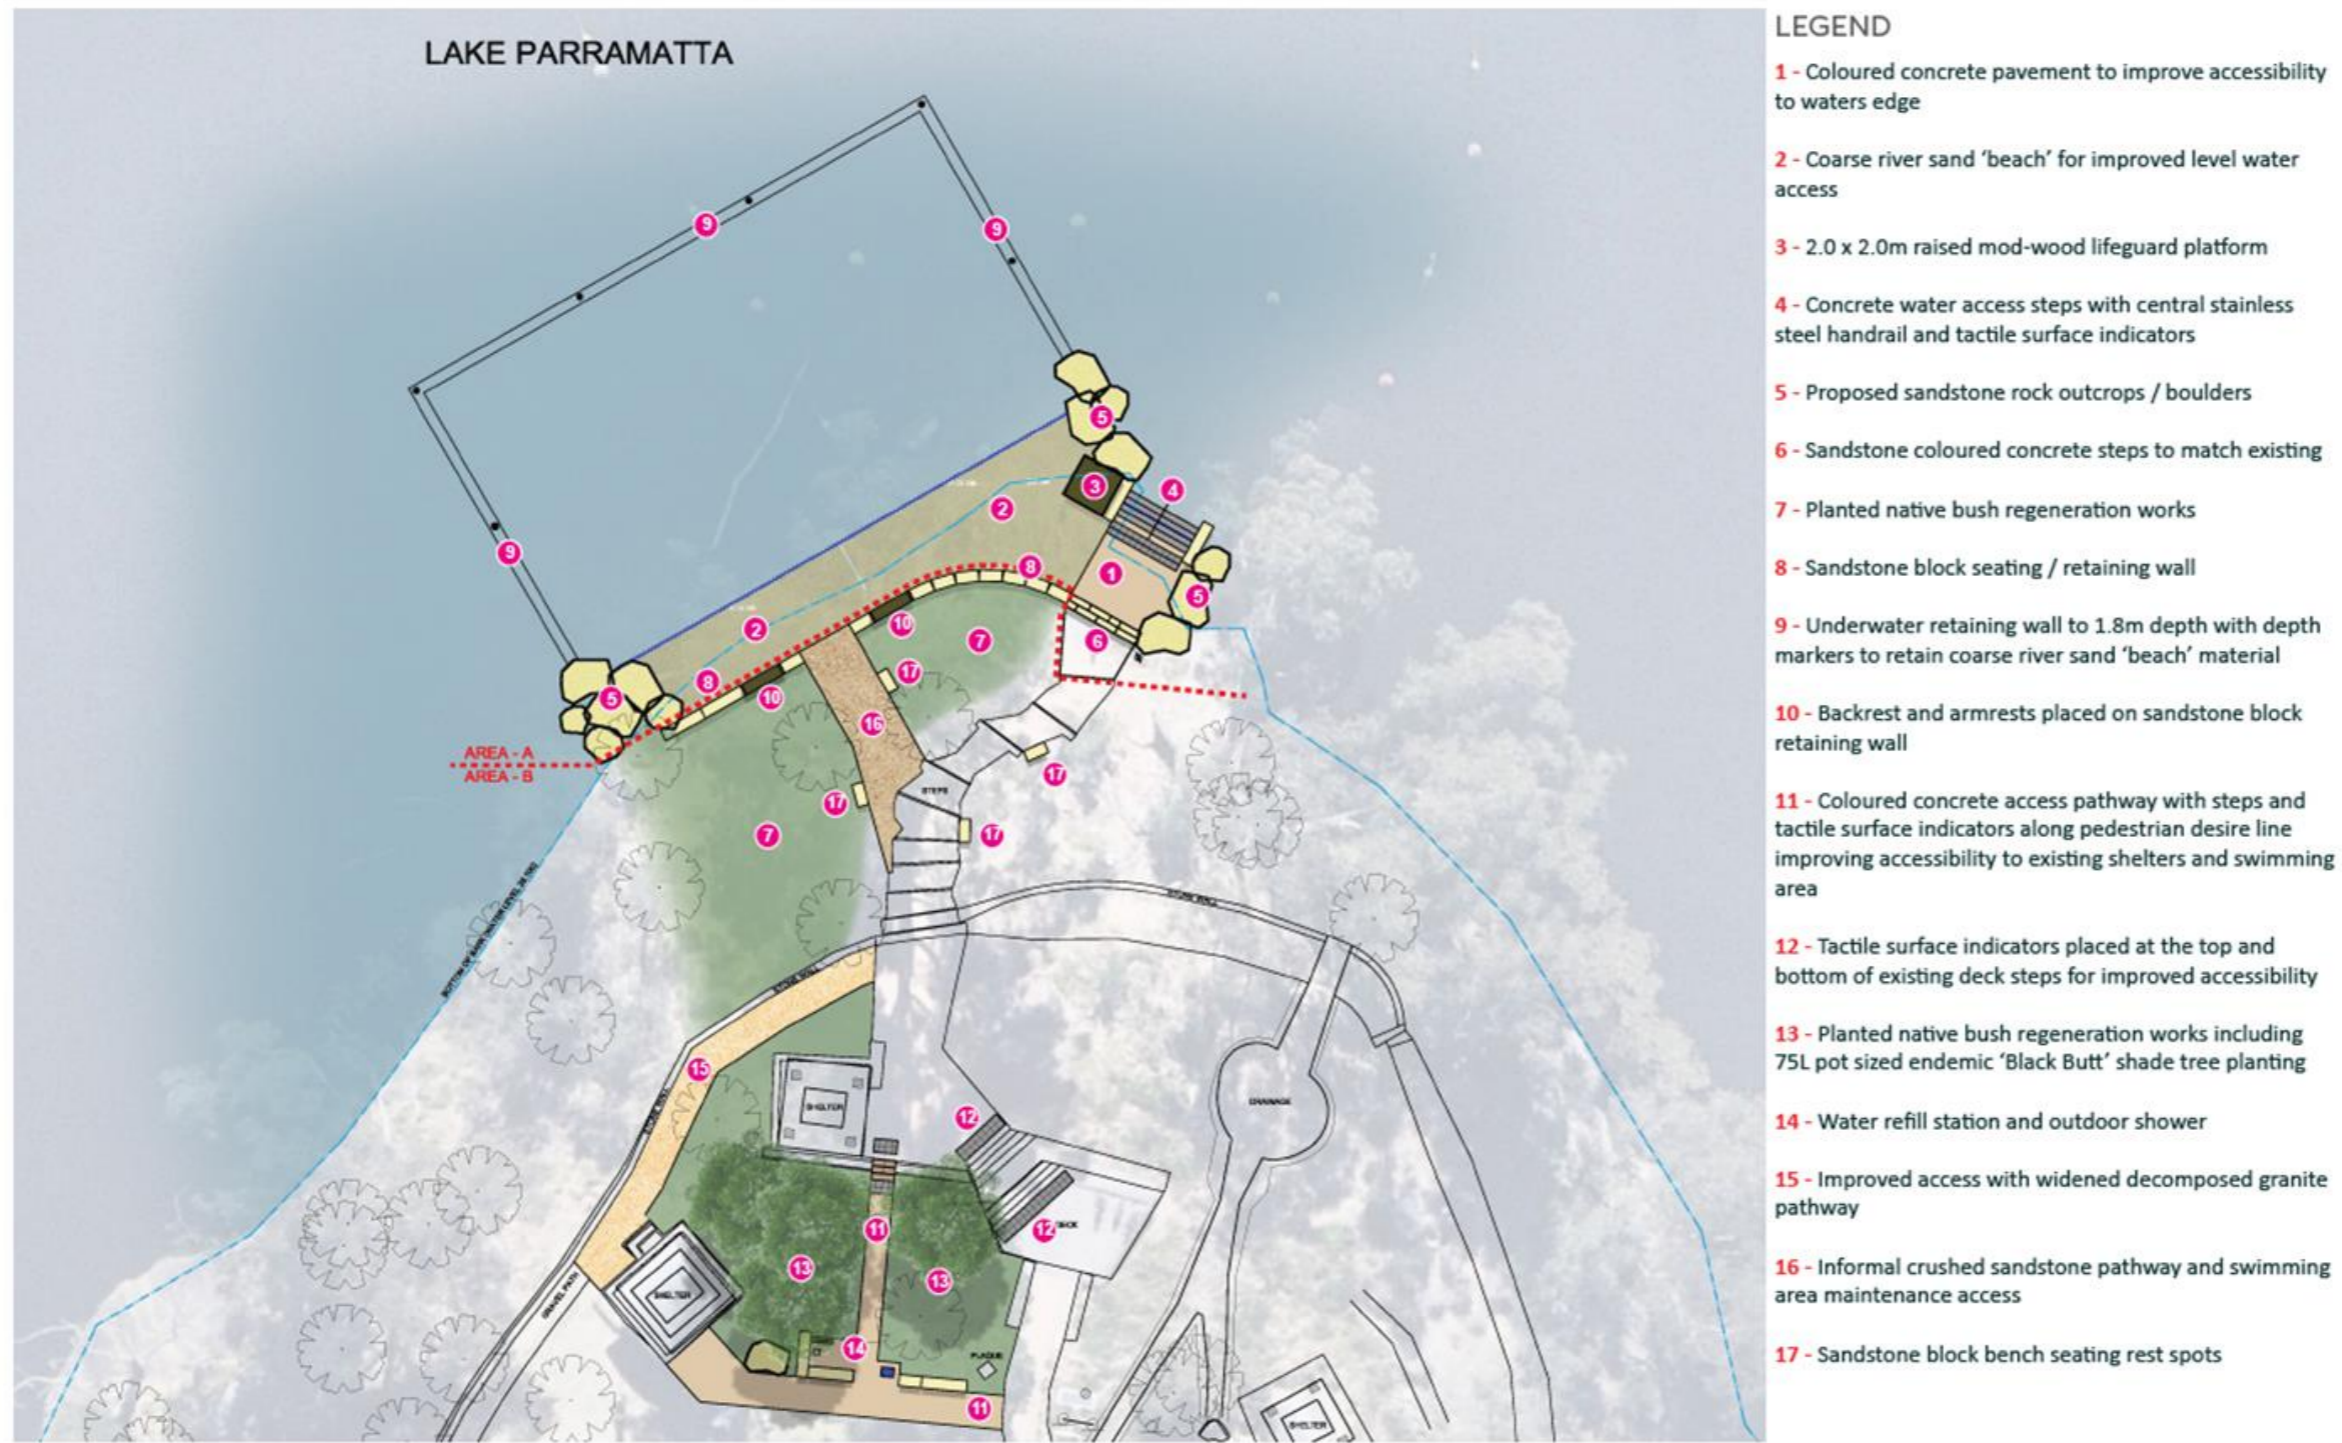 LAKE PARRAMATTA
9
9
9
5
3
4
2
8
1
5
2
10
7
6
8
10
17
5
16
17
AREA - A
AREA - B
17
STEPS
7
17
STONE WALL
STONE WALL
15
STONE WALL
SHELTER
12
DRAINAGE
11
12
DECK
13
13
SHELTER
GRAVEL PATH
14
PLAQUE
11
SHELTER
LEGEND
1 - Coloured concrete pavement to improve accessibility
to waters edge
2 - Coarse river sand ‘beach’ for improved level water
access
3 - 2.0 x 2.0m raised mod-wood lifeguard platform
4 - Concrete water access steps with central stainless
steel handrail and tactile surface indicators
5 - Proposed sandstone rock outcrops / boulders
6 - Sandstone coloured concrete steps to match existing
7 - Planted native bush regeneration works
8 - Sandstone block seating / retaining wall
9 - Underwater retaining wall to 1.8m depth with depth
markers to retain coarse river sand ‘beach’ material
10 - Backrest and armrests placed on sandstone block
retaining wall
11 - Coloured concrete access pathway with steps and
tactile surface indicators along pedestrian desire line
improving accessibility to existing shelters and swimming
area
12 - Tactile surface indicators placed at the top and
bottom of existing deck steps for improved accessibility
13 - Planted native bush regeneration works including
75L pot sized endemic ‘Black Butt’ shade tree planting
14 - Water refill station and outdoor shower
15 - Improved access with widened decomposed granite
pathway
16 - Informal crushed sandstone pathway and swimming
area maintenance access
17 - Sandstone block bench seating rest spots